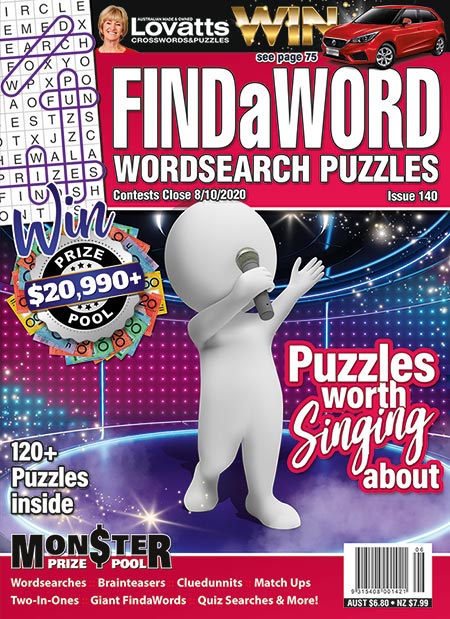 I R C L E
S E A R C H
AUSTRALIAN MADE & OWNED
Lovatts
CROSSWORDS&PUZZLES
WIN
see page 75
FINDaWORD
WORDSEARCH PUZZLES
Contests Close 8/10/2020
Issue 140
Win
PRIZE
$20,990+
POOL
Puzzles
worth
Singing
about
120+
Puzzles
inside
MON$TER
PRIZE POOL
Wordsearches Brainteasers Cluedunnits Match Ups
Two-In-Ones Giant FindaWords Quiz Searches & More!
06
9 315408 001421
AUST $6.80 • NZ $7.99